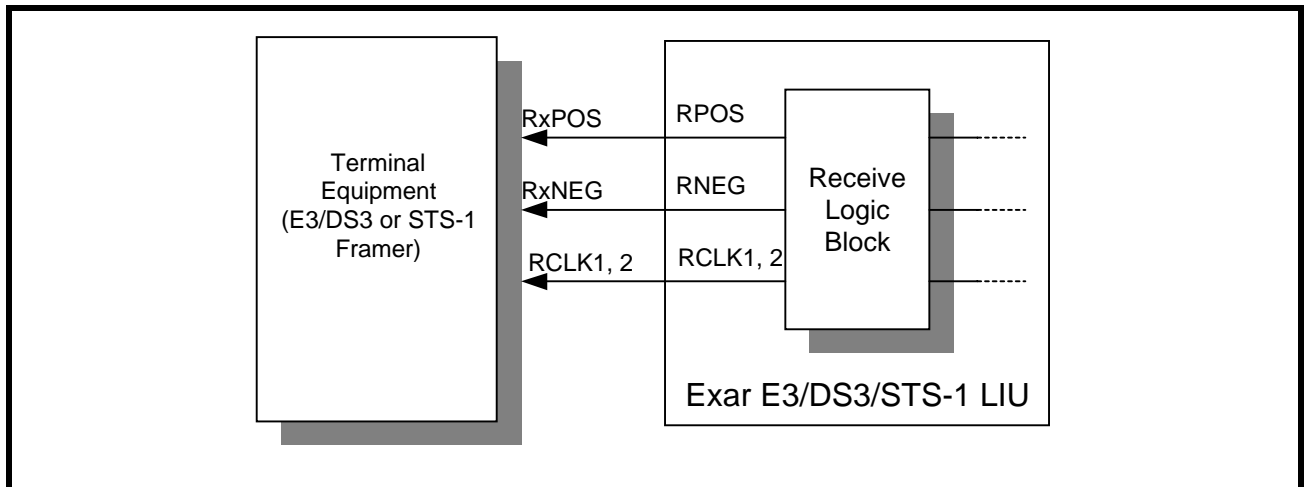 Terminal
Equipment
(E3/DS3 or STS-1
Framer)
RxPOS
RxNEG
RCLK1, 2
RPOS
RNEG
RCLK1, 2
Receive
Logic
Block
Exar E3/DS3/STS-1 LIU